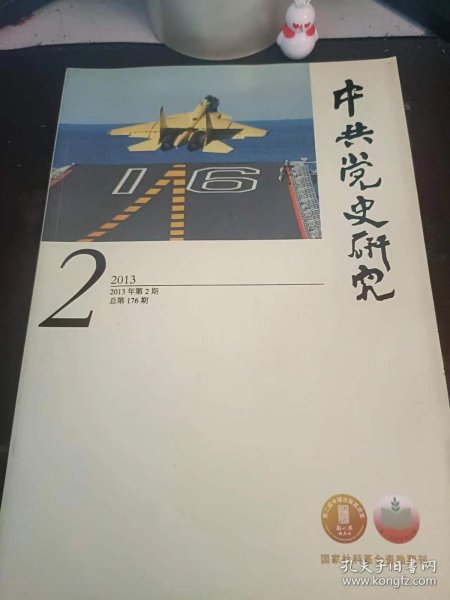 16
中共党史研究
2
2013
2013年第2期
总第176期
国家社科基金资助期刊
孔夫子旧书网
www.kongfz.com